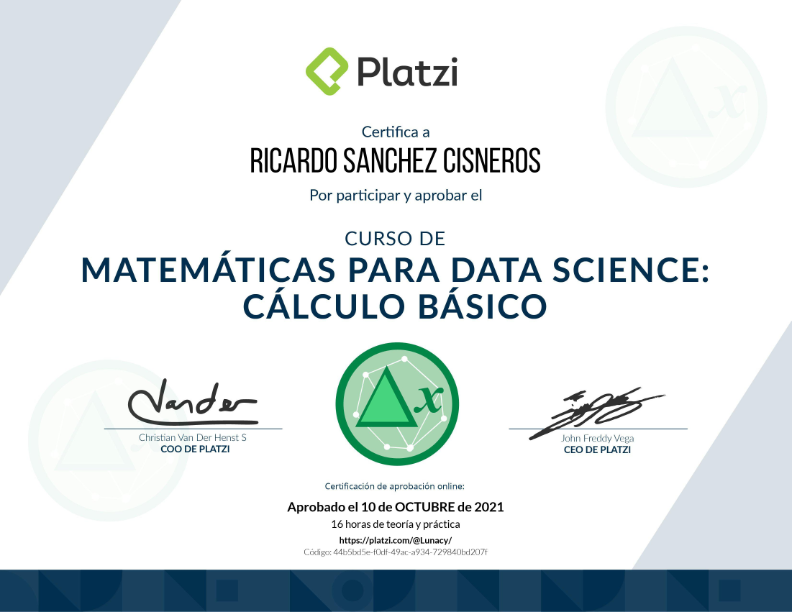 Platzi
Certifica a
RICARDO SANCHEZ CISNEROS
Por participar y aprobar el
CURSO DE
MATEMÁTICAS PARA DATA SCIENCE:
CÁLCULO BÁSICO
Δx
Vander
Christian Van Der Henst S
COO DE PLATZI
John Freddy Vega
CEO DE PLATZI
Certificación de aprobación online:
Aprobado el 10 de OCTUBRE de 2021
16 horas de teoría y práctica
https://platzi.com/@Lunacy/
Código: 44b5bd5e-f0df-49ac-a934-729840bd207f